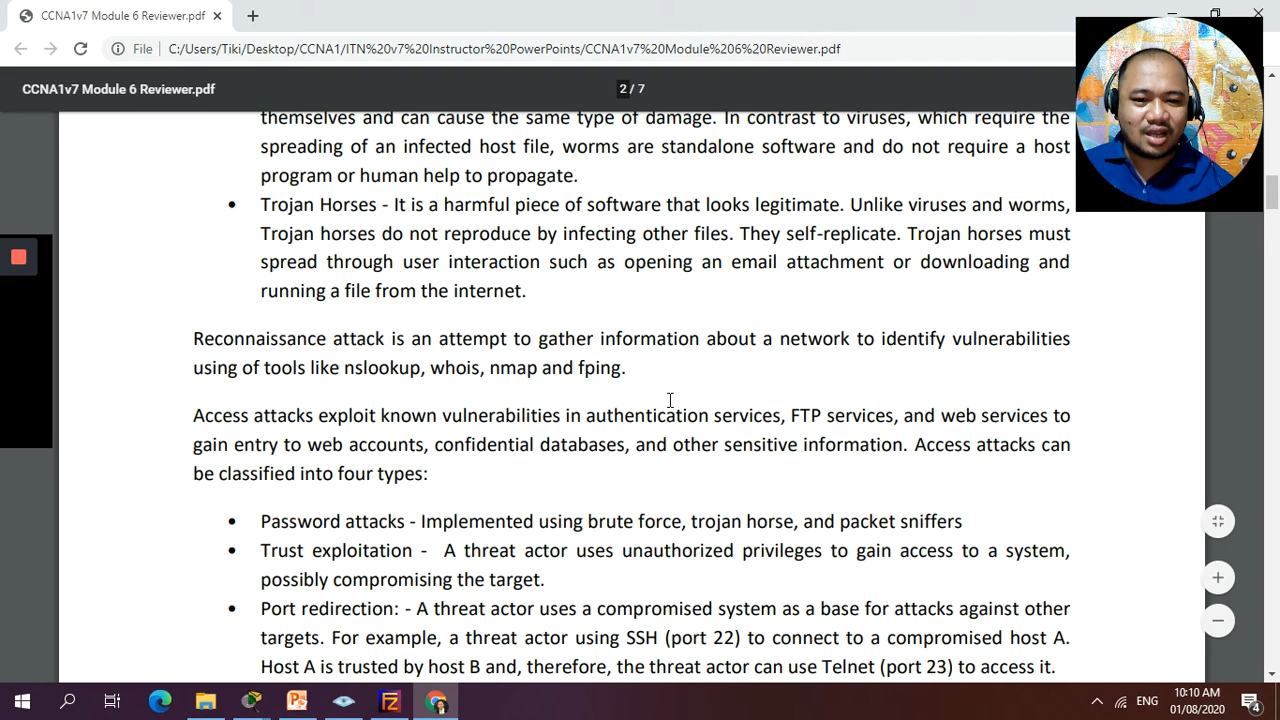 CCNA1v7 Module 6 Reviewer.pdf
File
C:/Users/Tiki/Desktop/CCNA1/ITN%20v7%20Instructor%20PowerPoints/CCNA1v7%20Module%206%20Reviewer.pdf
CCNA1v7 Module 6 Reviewer.pdf
2 / 7
themselves and can cause the same type of damage. In contrast to viruses, which require the
spreading of an infected host file, worms are standalone software and do not require a host
program or human help to propagate.
• Trojan Horses - It is a harmful piece of software that looks legitimate. Unlike viruses and worms,
Trojan horses do not reproduce by infecting other files. They self-replicate. Trojan horses must
spread through user interaction such as opening an email attachment or downloading and
running a file from the internet.
Reconnaissance attack is an attempt to gather information about a network to identify vulnerabilities
using of tools like nslookup, whois, nmap and fping.
Access attacks exploit known vulnerabilities in authentication services, FTP services, and web services to
gain entry to web accounts, confidential databases, and other sensitive information. Access attacks can
be classified into four types:
• Password attacks - Implemented using brute force, trojan horse, and packet sniffers
• Trust exploitation - A threat actor uses unauthorized privileges to gain access to a system,
possibly compromising the target.
• Port redirection: - A threat actor uses a compromised system as a base for attacks against other
targets. For example, a threat actor using SSH (port 22) to connect to a compromised host A.
Host A is trusted by host B and, therefore, the threat actor can use Telnet (port 23) to access it.
ENG
10:10 AM
01/08/2020
4